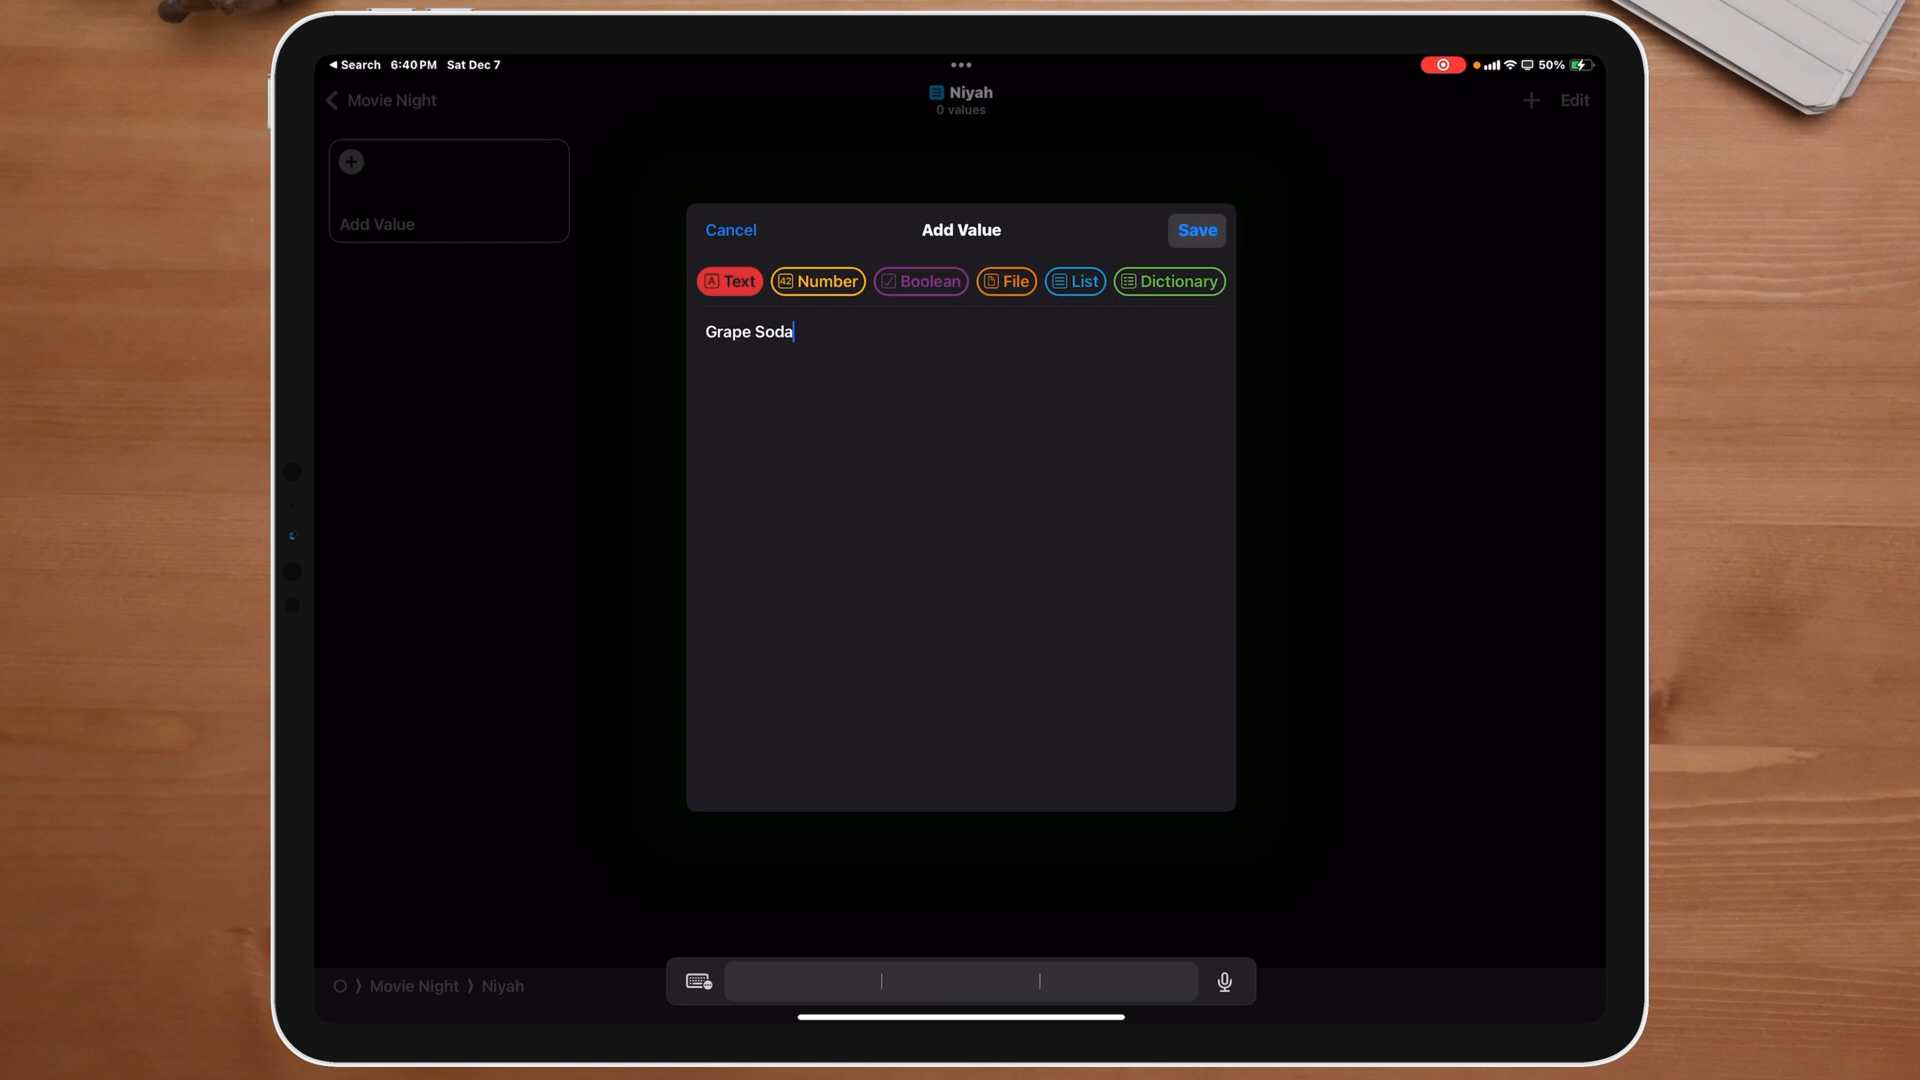 Search 6:40 PM Sat Dec 7
50%
Movie Night
Niyah
0 values
Edit
Add Value
Cancel
Add Value
Save
Text
42 Number
Boolean
File
List
Dictionary
Grape Soda
Movie Night
Niyah